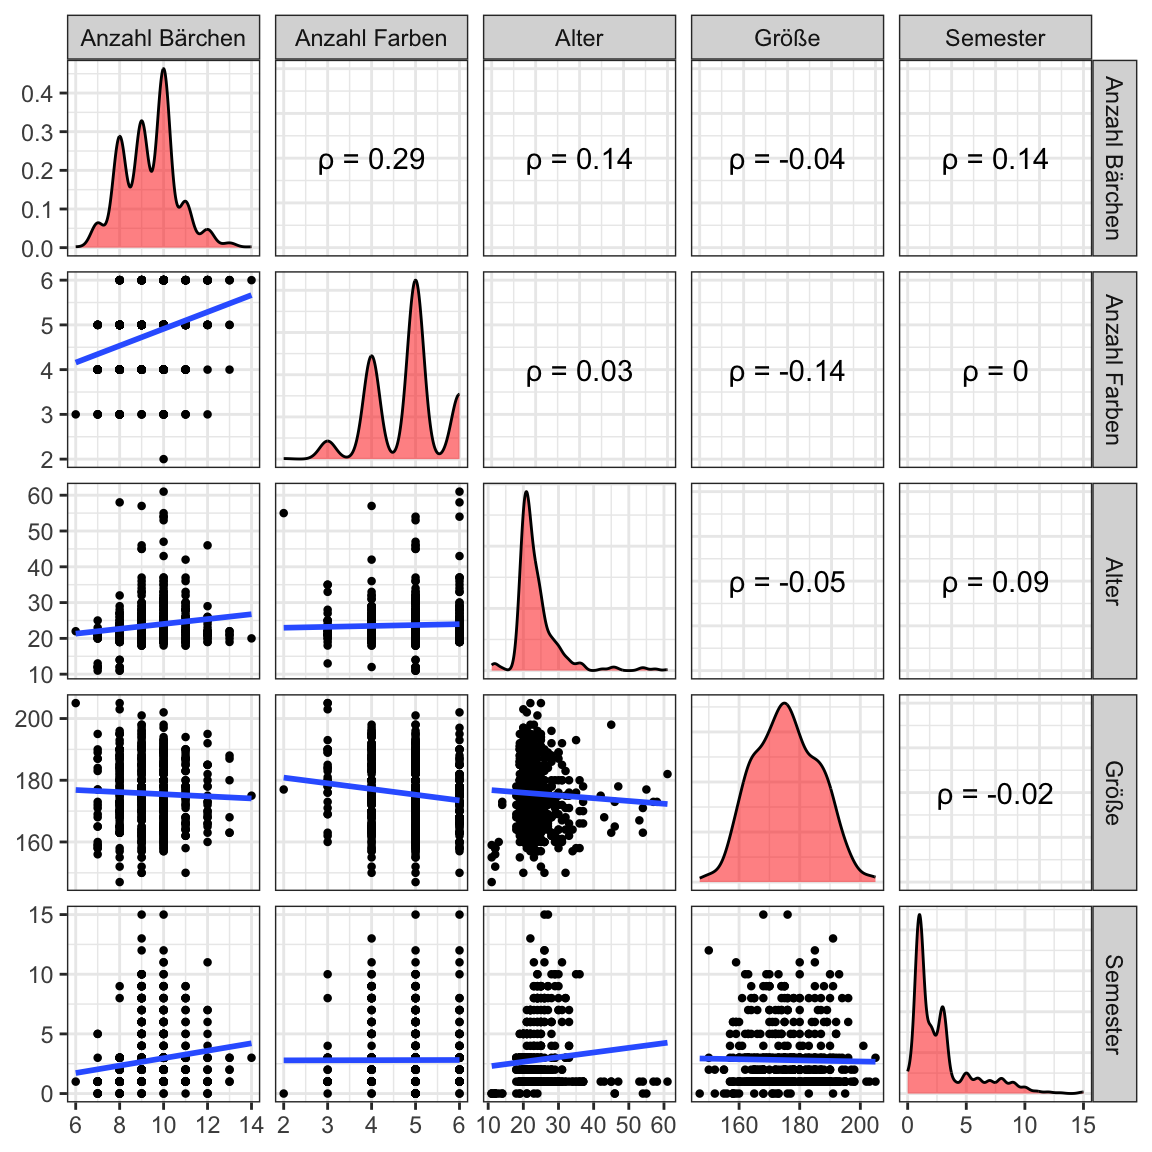 Anzahl Bärchen
Anzahl Farben
Alter
Größe
Semester
0.4
0.3
0.2
0.1
0.0
ρ = 0.29
ρ = 0.14
ρ = -0.04
ρ = 0.14
Anzahl Bärchen
6
5
4
3
2
ρ = 0.03
ρ = -0.14
ρ = 0
Anzahl Farben
60
50
40
30
20
10
ρ = -0.05
ρ = 0.09
Alter
200
180
160
ρ = -0.02
Größe
15
10
5
0
Semester
6 8 10 12 14
2 3 4 5 6
10 20 30 40 50 60
160 180 200
0 5 10 15